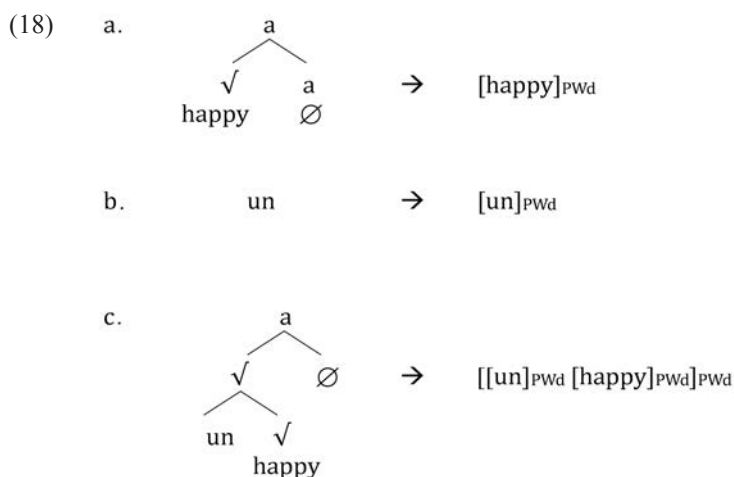 (18) a. a
√ a → [happy]PWd
happy ∅
b. un → [un]PWd
c. a
√ ∅ → [[un]PWd [happy]PWd]PWd
un √
happy